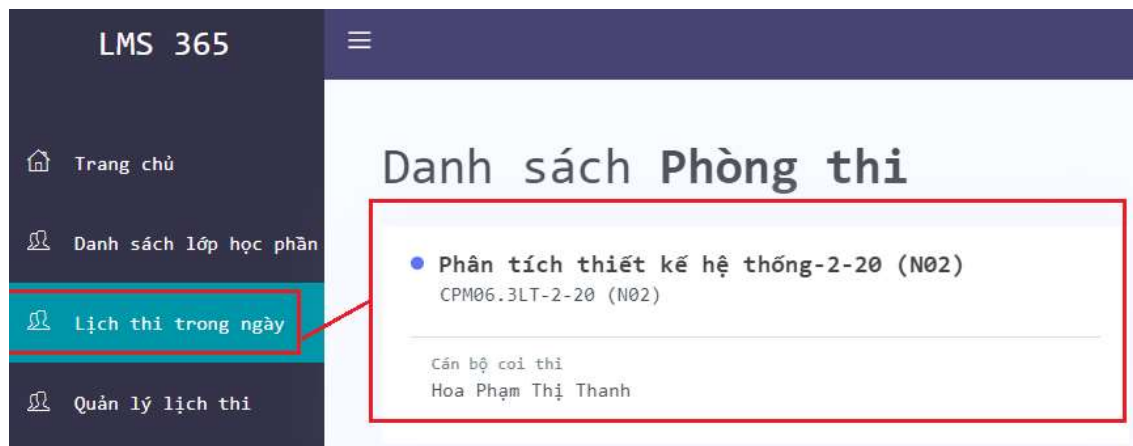 LMS 365
Trang chủ
Danh sách lớp học phần
Lịch thi trong ngày
Quản lý lịch thi
Danh sách Phòng thi
Phân tích thiết kế hệ thống-2-20 (N02)
CPM06.3LT-2-20 (N02)
Cán bộ coi thi
Hoa Phạm Thị Thanh